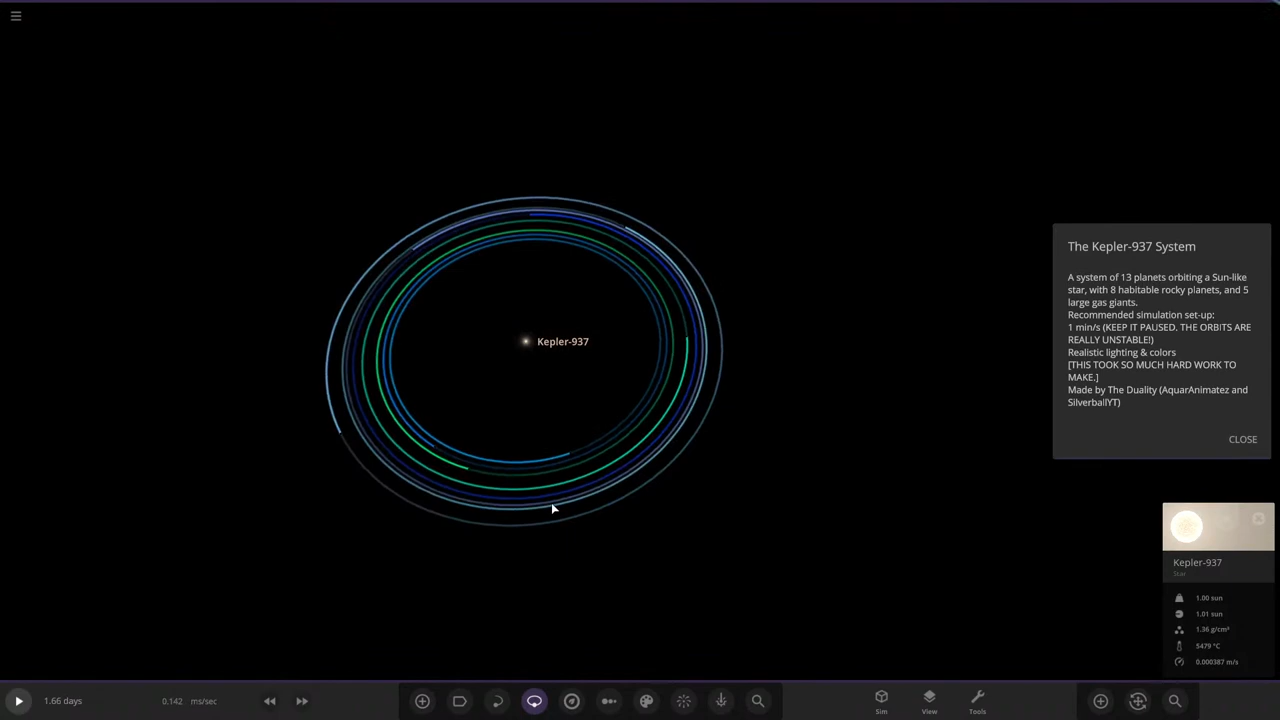 Kepler-937
The Kepler-937 System
A system of 13 planets orbiting a Sun-like
star, with 8 habitable rocky planets, and 5
large gas giants.
Recommended simulation set-up:
1 min/s (KEEP IT PAUSED. THE ORBITS ARE
REALLY UNSTABLE!)
Realistic lighting & colors
[THIS TOOK SO MUCH HARD WORK TO
MAKE.]
Made by The Duality (AquarAnimatez and
SilverballYT)
CLOSE
Kepler-937
Star
1.00 sun
1.01 sun
1.36 g/cm³
5479 °C
0.000387 m/s
1.66 days
0.142 ms/sec
Sim
View
Tools